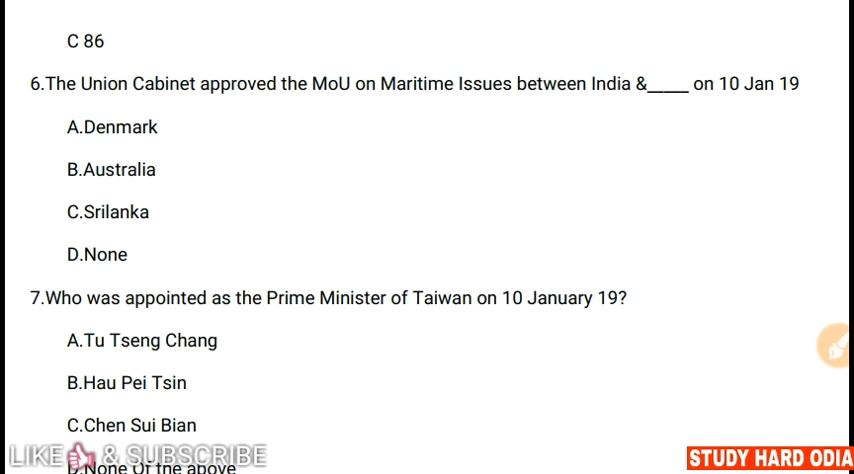 C 86
6.The Union Cabinet approved the MoU on Maritime Issues between India &_____ on 10 Jan 19
A.Denmark
B.Australia
C.Srilanka
D.None
7.Who was appointed as the Prime Minister of Taiwan on 10 January 19?
A.Tu Tseng Chang
B.Hau Pei Tsin
C.Chen Sui Bian
LIKE & SUBSCRIBE
D.None Of the above
STUDY HARD ODIA